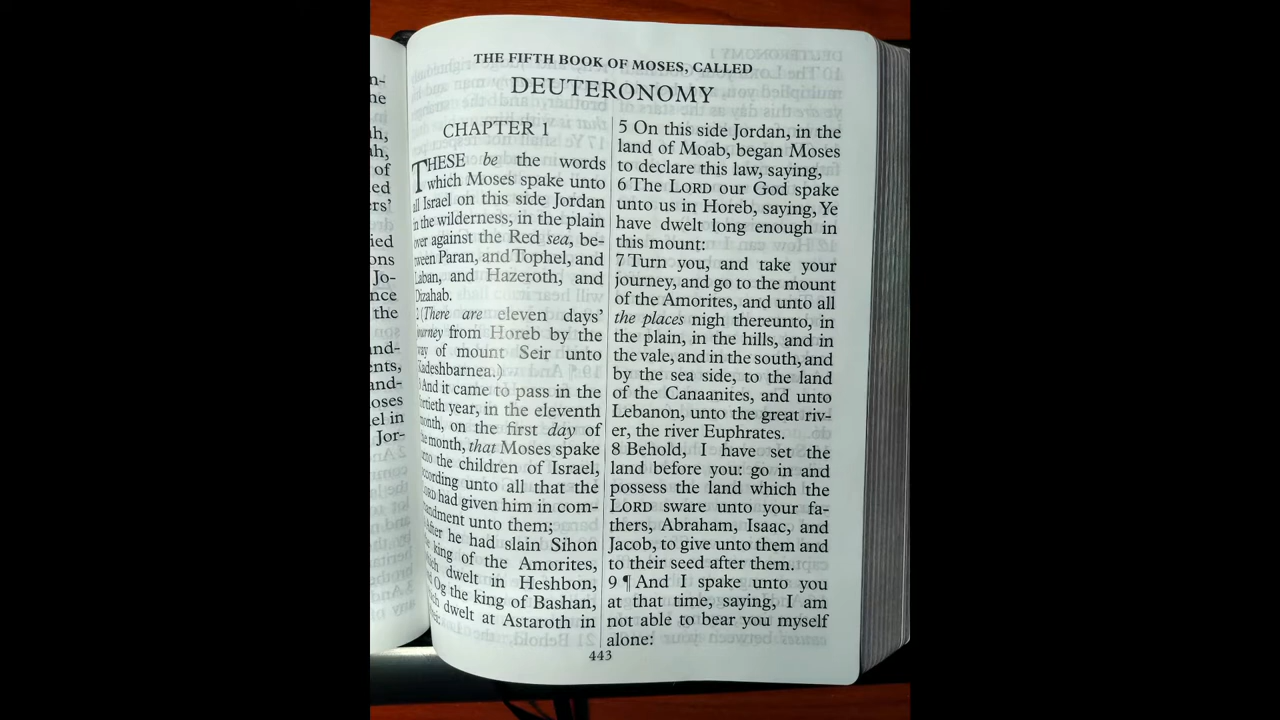 THE FIFTH BOOK OF MOSES, CALLED
DEUTERONOMY
CHAPTER 1
THESE be the words
which Moses spake unto
all Israel on this side Jordan
in the wilderness, in the plain
over against the Red sea, be-
tween Paran, and Tophel, and
Laban, and Hazeroth, and
Dizahab.
2 (There are eleven days'
journey from Horeb by the
way of mount Seir unto
Kadeshbarnea.)
3 And it came to pass in the
fortieth year, in the eleventh
month, on the first day of
the month, that Moses spake
unto the children of Israel,
according unto all that the
LORD had given him in com-
mandment unto them;
After he had slain Sihon
the king of the Amorites,
which dwelt in Heshbon,
and Og the king of Bashan,
which dwelt at Astaroth in
5 On this side Jordan, in the
land of Moab, began Moses
to declare this law, saying,
6 The LORD our God spake
unto us in Horeb, saying, Ye
have dwelt long enough in
this mount:
7 Turn you, and take your
journey, and go to the mount
of the Amorites, and unto all
the places nigh thereunto, in
the plain, in the hills, and in
the vale, and in the south, and
by the sea side, to the land
of the Canaanites, and unto
Lebanon, unto the great riv-
er, the river Euphrates.
8 Behold, I have set the
land before you: go in and
possess the land which the
LORD sware unto your fa-
thers, Abraham, Isaac, and
Jacob, to give unto them and
to their seed after them.
9 ¶ And I spake unto you
at that time, saying, I am
not able to bear you myself
alone:
443